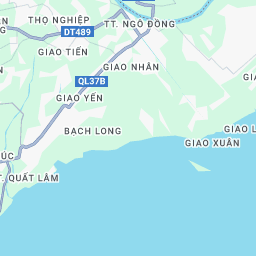 THỌ NGHIỆP
TT. NGÔ ĐỒNG
DT489
GIAO TIẾN
GIAO NHÂN
QL37B
GIAO YẾN
BẠCH LONG
GIAO L
GIAO XUÂN
ÚC
T. QUẤT LÂM